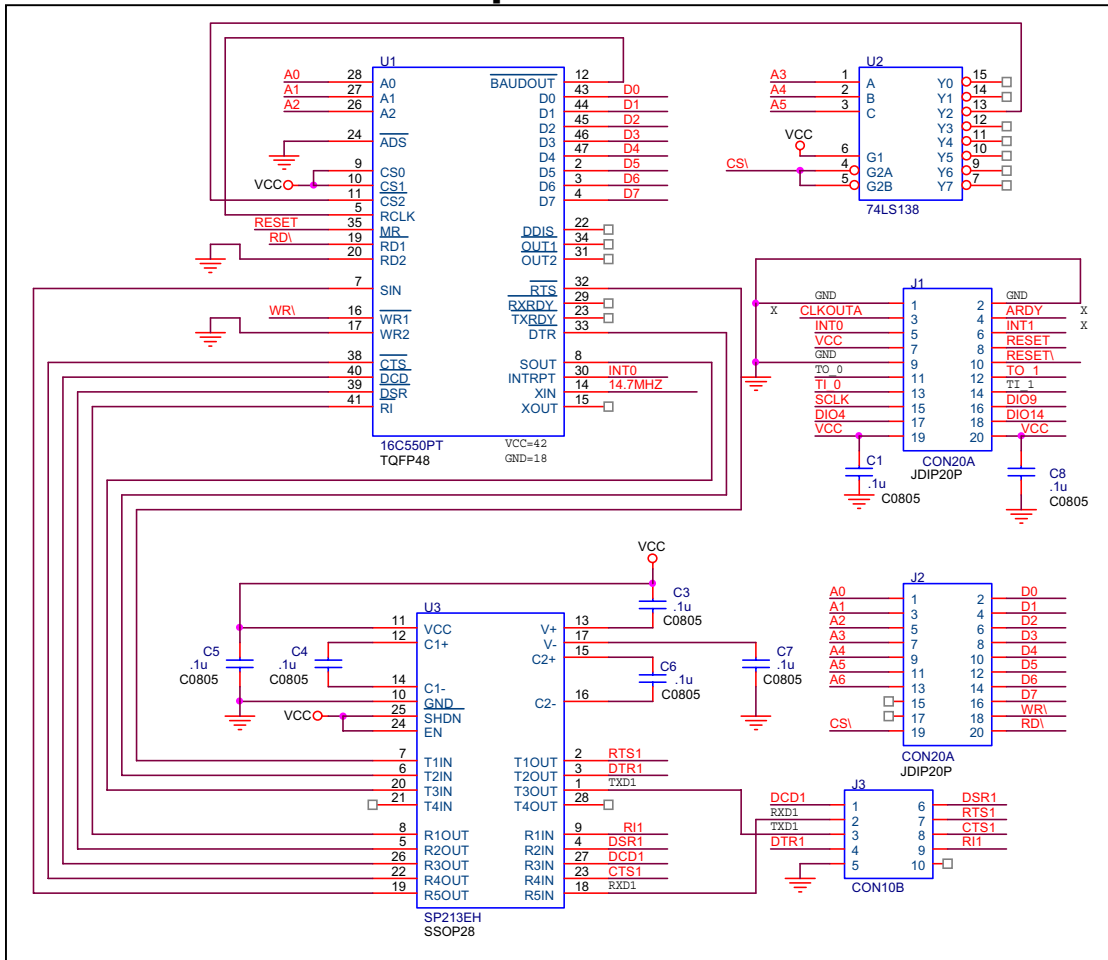 U1
28 A0 A0
27 A1 A1
26 A2 A2
24 ADS
9 CS0
VCC 10 CS1
11 CS2
5 RCLK
RESET 35 MR
RD\ 19 RD1
20 RD2
7 SIN
WR\ 16 WR1
17 WR2
38 CTS
40 DCD
39 DSR
41 RI
BAUDOUT 12
D0 43 D0
D1 44 D1
D2 45 D2
D3 46 D3
D4 47 D4
D5 2 D5
D6 3 D6
D7 4 D7
DDIS 22
OUT1 34
OUT2 31
RTS 32
RXRDY 29
TXRDY 23
DTR 33
SOUT 8
INTRPT 30 INT0
XIN 14 14.7MHZ
XOUT 15
16C550PT
TQFP48
VCC=42
GND=18
U2
A3 1 A
A4 2 B
A5 3 C
VCC
6 G1
CS\ 4 G2A
5 G2B
Y0 15
Y1 14
Y2 13
Y3 12
Y4 11
Y5 10
Y6 9
Y7 7
74LS138
J1
GND 1 2 GND
X X
CLKOUTA 3 4 ARDY
X
INT0 5 6 INT1
VCC 7 8 RESET
GND 9 10 RESET\
TO_0 11 12 TO_1
TI_0 13 14 TI_1
SCLK 15 16 DIO9
DIO4 17 18 DIO14
VCC 19 20 VCC
CON20A
JDIP20P
C1
.1u
C0805
C8
.1u
C0805
VCC
C3
.1u
C0805
U3
11 VCC
12 C1+
14 C1-
10 GND
VCC 25 SHDN
24 EN
7 T1IN
6 T2IN
20 T3IN
21 T4IN
8 R1OUT
5 R2OUT
26 R3OUT
22 R4OUT
19 R5OUT
V+ 13
V- 17
C2+ 15
C2- 16
T1OUT 2 RTS1
T2OUT 3 DTR1
T3OUT 1 TXD1
T4OUT 28
R1IN 9 RI1
R2IN 4 DSR1
R3IN 27 DCD1
R4IN 23 CTS1
R5IN 18 RXD1
SP213EH
SSOP28
C5
.1u
C0805
C4
.1u
C0805
C6
.1u
C0805
C7
.1u
C0805
J2
A0 1 2 D0
A1 3 4 D1
A2 5 6 D2
A3 7 8 D3
A4 9 10 D4
A5 11 12 D5
A6 13 14 D6
15 16 D7
17 18 WR\
CS\ 19 20 RD\
CON20A
JDIP20P
J3
DCD1 1 6 DSR1
RXD1 2 7 RTS1
TXD1 3 8 CTS1
DTR1 4 9 RI1
5 10
CON10B